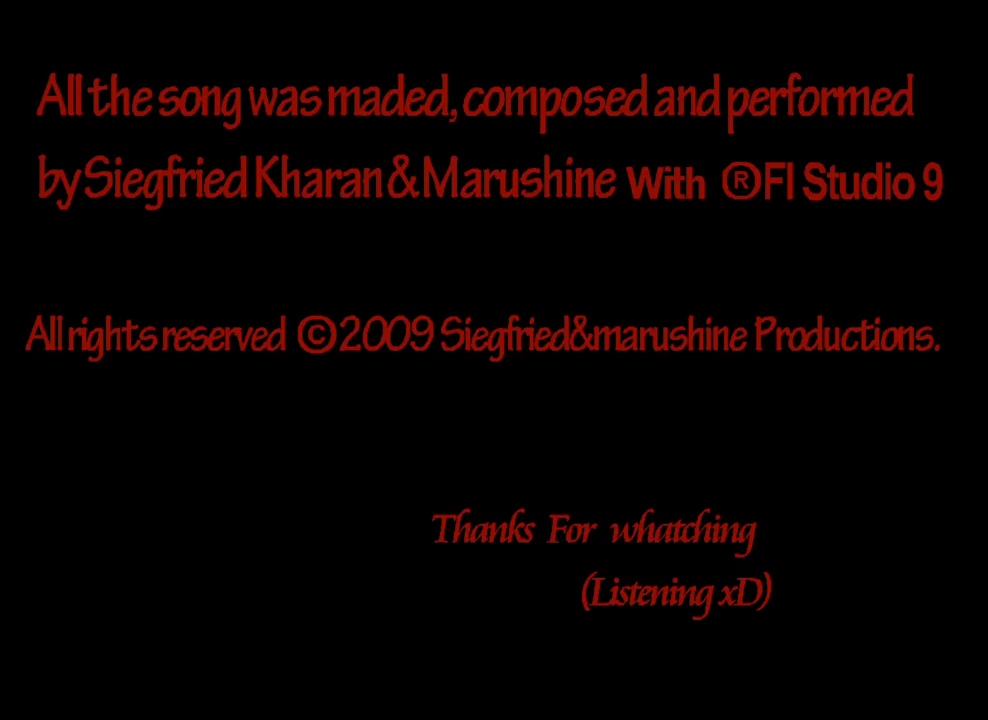 All the song was maded, composed and performed
by Siegfried Kharan & Marushine With ®Fl Studio 9
All rights reserved ©2009 Siegfried&marushine Productions.
Thanks For whatching
(Listening xD)